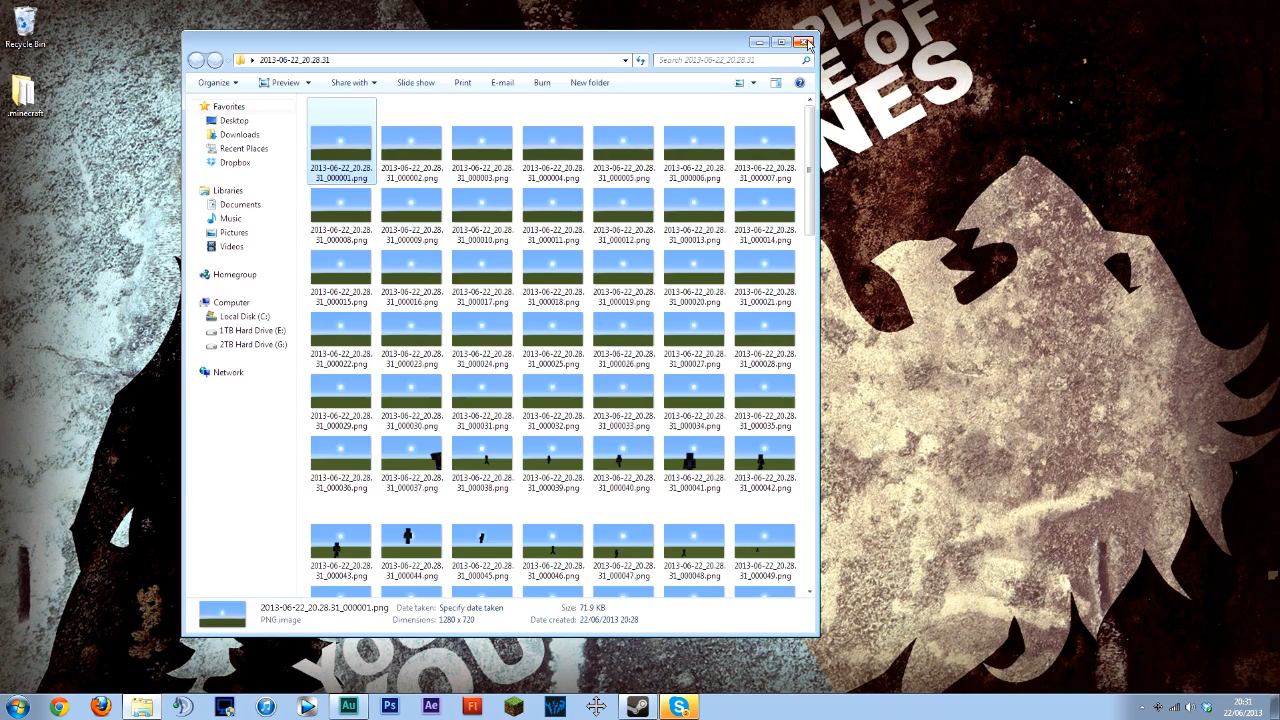 Recycle Bin
.minecraft
PLA
E OF
NES
2013-06-22_20.28.31
Search 2013-06-22_20.28.31
Organize
Preview
Share with
Slide show
Print
E-mail
Burn
New folder
Favorites
Desktop
Downloads
Recent Places
Dropbox
Libraries
Documents
Music
Pictures
Videos
Homegroup
Computer
Local Disk (C:)
1TB Hard Drive (E:)
2TB Hard Drive (G:)
Network
2013-06-22_20.28. 2013-06-22_20.28. 2013-06-22_20.28. 2013-06-22_20.28. 2013-06-22_20.28. 2013-06-22_20.28. 2013-06-22_20.28.
31_000001.png 31_000002.png 31_000003.png 31_000004.png 31_000005.png 31_000006.png 31_000007.png
2013-06-22_20.28. 2013-06-22_20.28. 2013-06-22_20.28. 2013-06-22_20.28. 2013-06-22_20.28. 2013-06-22_20.28. 2013-06-22_20.28.
31_000008.png 31_000009.png 31_000010.png 31_000011.png 31_000012.png 31_000013.png 31_000014.png
2013-06-22_20.28. 2013-06-22_20.28. 2013-06-22_20.28. 2013-06-22_20.28. 2013-06-22_20.28. 2013-06-22_20.28. 2013-06-22_20.28.
31_000015.png 31_000016.png 31_000017.png 31_000018.png 31_000019.png 31_000020.png 31_000021.png
2013-06-22_20.28. 2013-06-22_20.28. 2013-06-22_20.28. 2013-06-22_20.28. 2013-06-22_20.28. 2013-06-22_20.28. 2013-06-22_20.28.
31_000022.png 31_000023.png 31_000024.png 31_000025.png 31_000026.png 31_000027.png 31_000028.png
2013-06-22_20.28. 2013-06-22_20.28. 2013-06-22_20.28. 2013-06-22_20.28. 2013-06-22_20.28. 2013-06-22_20.28. 2013-06-22_20.28.
31_000029.png 31_000030.png 31_000031.png 31_000032.png 31_000033.png 31_000034.png 31_000035.png
2013-06-22_20.28. 2013-06-22_20.28. 2013-06-22_20.28. 2013-06-22_20.28. 2013-06-22_20.28. 2013-06-22_20.28. 2013-06-22_20.28.
31_000036.png 31_000037.png 31_000038.png 31_000039.png 31_000040.png 31_000041.png 31_000042.png
2013-06-22_20.28. 2013-06-22_20.28. 2013-06-22_20.28. 2013-06-22_20.28. 2013-06-22_20.28. 2013-06-22_20.28. 2013-06-22_20.28.
31_000043.png 31_000044.png 31_000045.png 31_000046.png 31_000047.png 31_000048.png 31_000049.png
2013-06-22_20.28.31_000001.png Date taken: Specify date taken Size: 71.9 KB
PNG image Dimensions: 1280 x 720 Date created: 22/06/2013 20:28
YOU
Au
Ps
Ae
Fl
20:31
22/06/2013